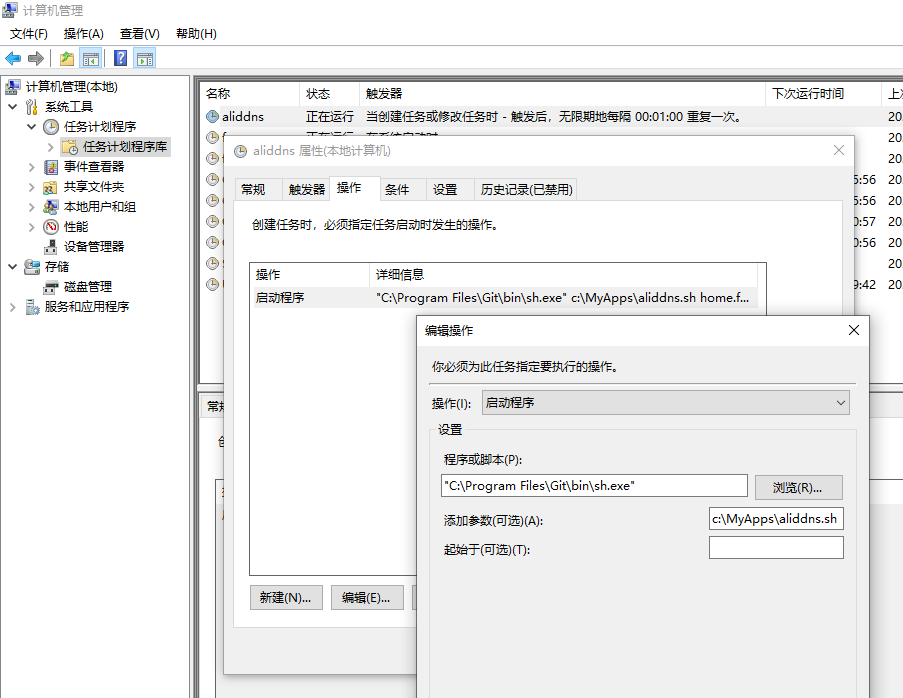 计算机管理
文件(F) 操作(A) 查看(V) 帮助(H)
计算机管理(本地)
系统工具
任务计划程序
任务计划程序库
事件查看器
共享文件夹
本地用户和组
性能
设备管理器
存储
磁盘管理
服务和应用程序
名称 状态 触发器 下次运行时间 上次
aliddns 正在运行 当创建任务或修改任务时 - 触发后，无限期地每隔 00:01:00 重复一次。 20
20
20
5:56 20
5:56 20
0:57 20
0:56 20
20
9:42 20
aliddns 属性(本地计算机)
常规 触发器 操作 条件 设置 历史记录(已禁用)
创建任务时，必须指定任务启动时发生的操作。
操作 详细信息
启动程序 "C:\Program Files\Git\bin\sh.exe" c:\MyApps\aliddns.sh home.f...
新建(N)... 编辑(E)...
编辑操作
你必须为此任务指定要执行的操作。
操作(I): 启动程序
设置
程序或脚本(P):
"C:\Program Files\Git\bin\sh.exe" 浏览(R)...
添加参数(可选)(A): c:\MyApps\aliddns.sh
起始于(可选)(T):